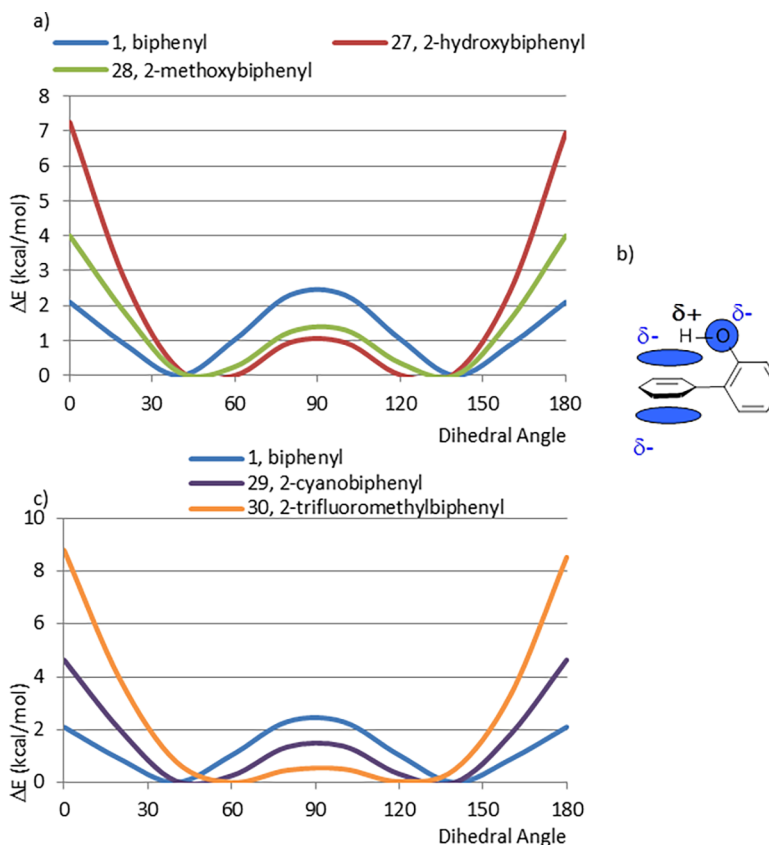 a)
1, biphenyl
27, 2-hydroxybiphenyl
28, 2-methoxybiphenyl
8
7
6
5
4
3
2
1
0
ΔE (kcal/mol)
0 30 60 90 120 150 180
Dihedral Angle
b)
δ+ δ-
δ- H O
δ-
c)
1, biphenyl
29, 2-cyanobiphenyl
30, 2-trifluoromethylbiphenyl
10
8
6
4
2
0
ΔE (kcal/mol)
0 30 60 90 120 150 180
Dihedral Angle